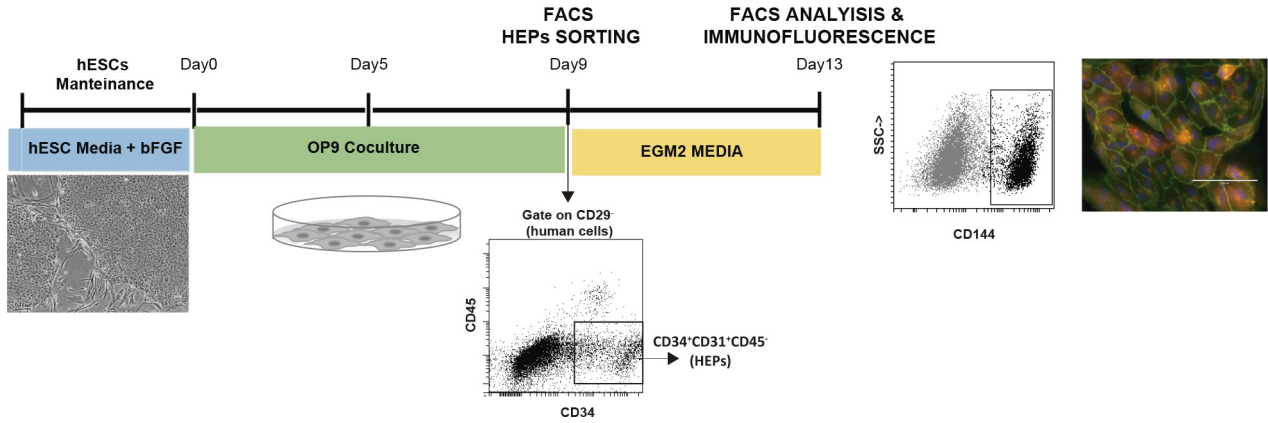 FACS
HEPs SORTING
FACS ANALYISIS &
IMMUNOFLUORESCENCE
hESCs
Manteinance
Day0
Day5
Day9
Day13
hESC Media + bFGF
OP9 Coculture
EGM2 MEDIA
Gate on CD29⁻
(human cells)
CD45
CD34
CD34⁺CD31⁺CD45⁻
(HEPs)
SSC->
CD144